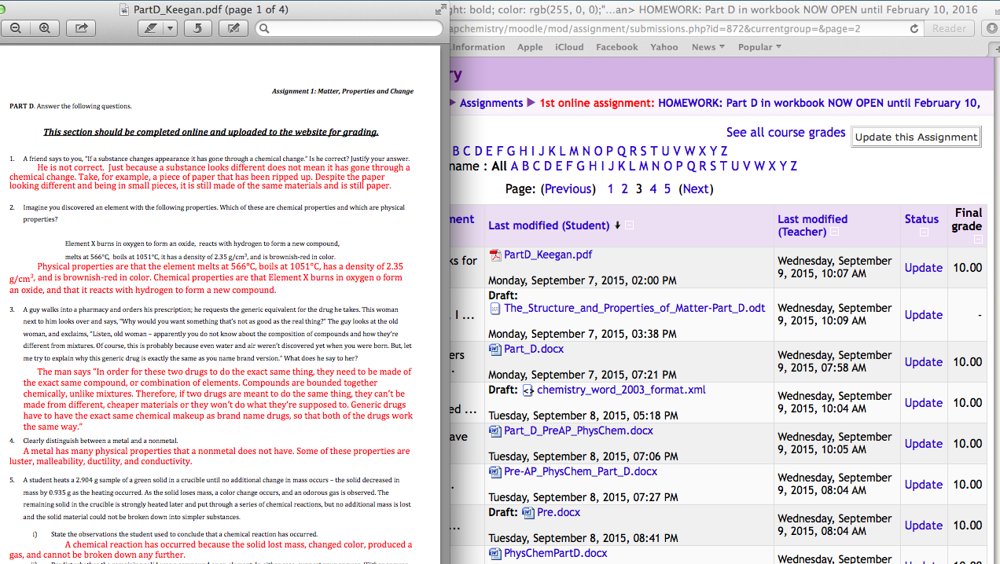 PartD_Keegan.pdf (page 1 of 4)
Assignment 1: Matter, Properties and Change
PART D. Answer the following questions.
This section should be completed online and uploaded to the website for grading.
1. A friend says to you, "If a substance changes appearance it has gone through a chemical change." Is he correct? Justify your answer.
He is not correct. Just because a substance looks different does not mean it has gone through a
chemical change. Take, for example, a piece of paper that has been ripped up. Despite the paper
looking different and being in small pieces, it is still made of the same materials and is still paper.
2. Imagine you discovered an element with the following properties. Which of these are chemical properties and which are physical
properties?
Element X burns in oxygen to form an oxide, reacts with hydrogen to form a new compound,
melts at 566°C, boils at 1051°C, it has a density of 2.35 g/cm³, and is brownish-red in color.
Physical properties are that the element melts at 566°C, boils at 1051°C, has a density of 2.35
g/cm³, and is brownish-red in color. Chemical properties are that Element X burns in oxygen o form
an oxide, and that it reacts with hydrogen to form a new compound.
3. A guy walks into a pharmacy and orders his prescription; he requests the generic equivalent for the drug he takes. This woman
next to him looks over and says, "Why would you want something that's not as good as the real thing?" The guy looks at the old
woman, and exclaims, "Listen, old woman – apparently you do not know about the composition of compounds and how they're
different from mixtures. Of course, this is probably because even water and air weren't discovered yet when you were born. But, let
me try to explain why this generic drug is exactly the same as you name brand version." What does he say to her?
The man says "In order for these two drugs to do the exact same thing, they need to be made of
the exact same compound, or combination of elements. Compounds are bounded together
chemically, unlike mixtures. Therefore, if two drugs are meant to do the same thing, they can't be
made from different, cheaper materials or they won't do what they're supposed to. Generic drugs
have to have the exact same chemical makeup as brand name drugs, so that both of the drugs work
the same way."
4. Clearly distinguish between a metal and a nonmetal.
A metal has many physical properties that a nonmetal does not have. Some of these properties are
luster, malleability, ductility, and conductivity.
5. A student heats a 2.904 g sample of a green solid in a crucible until no additional change in mass occurs – the solid decreased in
mass by 0.935 g as the heating occurred. As the solid loses mass, a color change occurs, and an odorous gas is observed. The
remaining solid in the crucible is strongly heated later and put through a series of chemical reactions, but no additional mass is lost
and the solid material could not be broken down into simpler substances.
i) State the observations the student used to conclude that a chemical reaction has occurred.
A chemical reaction has occurred because the solid lost mass, changed color, produced a
gas, and cannot be broken down any further.
ght: bold; color: rgb(255, 0, 0);"...an> HOMEWORK: Part D in workbook NOW OPEN until February 10, 2016
apchemistry/moodle/mod/assignment/submissions.php?id=872&currentgroup=&page=2 Reader
Information Apple iCloud Facebook Yahoo News Popular
ry
Assignments 1st online assignment: HOMEWORK: Part D in workbook NOW OPEN until February 10,
See all course grades Update this Assignment
B C D E F G H I J K L M N O P Q R S T U V W X Y Z
name : All A B C D E F G H I J K L M N O P Q R S T U V W X Y Z
Page: (Previous) 1 2 3 4 5 (Next)
ment Last modified (Student) Last modified (Teacher) Status Final grade
ks for PartD_Keegan.pdf
Monday, September 7, 2015, 02:00 PM
Wednesday, September
9, 2015, 10:07 AM
Update 10.00
, I ... Draft:
The_Structure_and_Properties_of_Matter-Part_D.odt
Monday, September 7, 2015, 03:38 PM
Wednesday, September
9, 2015, 10:09 AM
Update -
ers
. Part_D.docx
Monday, September 7, 2015, 07:21 PM
Wednesday, September
9, 2015, 07:58 AM
Update 10.00
ed ... Draft: chemistry_word_2003_format.xml
Tuesday, September 8, 2015, 05:18 PM
Wednesday, September
9, 2015, 10:04 AM
Update 10.00
ave Part_D_PreAP_PhysChem.docx
Tuesday, September 8, 2015, 07:06 PM
Wednesday, September
9, 2015, 10:05 AM
Update 10.00
. Pre-AP_PhysChem_Part_D.docx
Tuesday, September 8, 2015, 07:27 PM
Wednesday, September
9, 2015, 08:04 AM
Update 10.00
... Draft: Pre.docx
Tuesday, September 8, 2015, 08:41 PM
Wednesday, September
9, 2015, 08:04 AM
Update 10.00
PhysChemPartD.docx
Wednesday, September